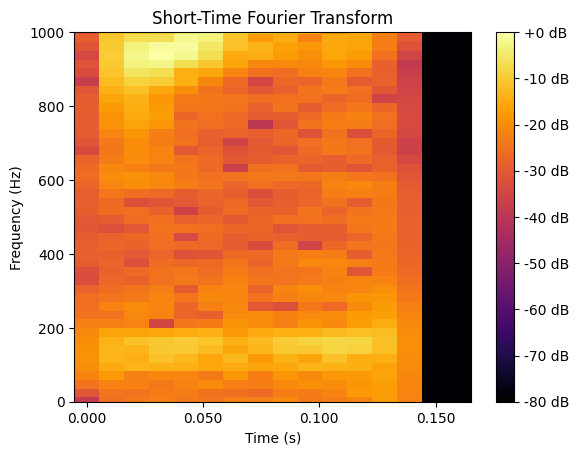 Short-Time Fourier Transform
1000
800
600
400
200
0
Frequency (Hz)
0.000
0.050
0.100
0.150
Time (s)
+0 dB
-10 dB
-20 dB
-30 dB
-40 dB
-50 dB
-60 dB
-70 dB
-80 dB